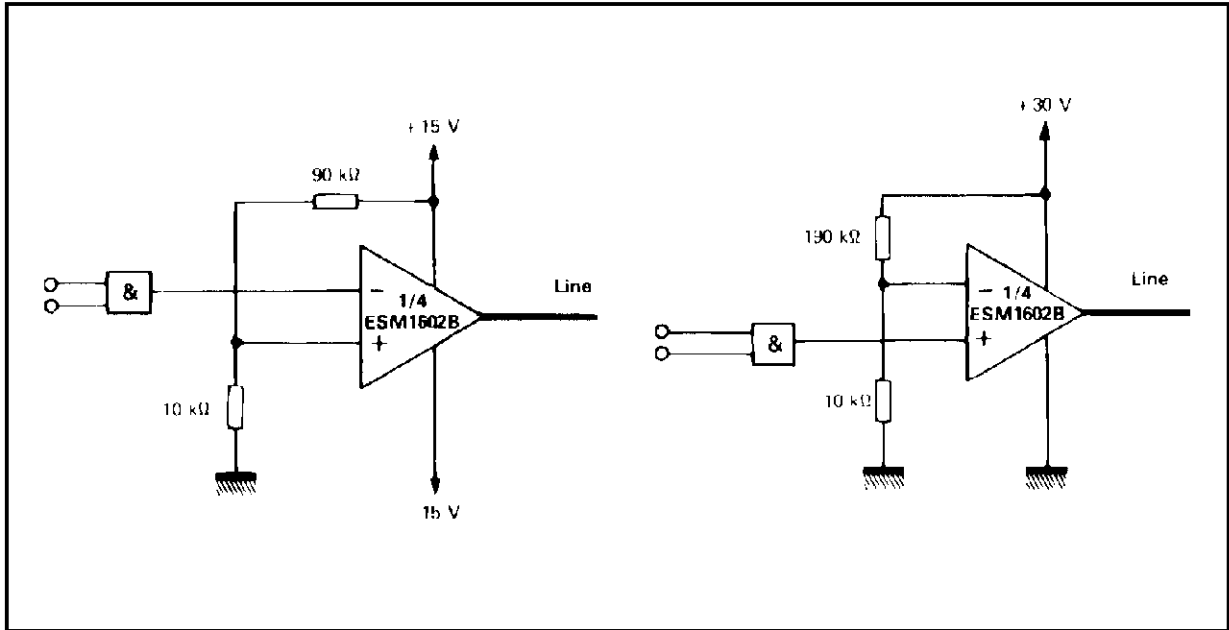 + 15 V
90 kΩ
&
−
1/4
ESM1602B
+
Line
10 kΩ
15 V
+ 30 V
190 kΩ
−
1/4
ESM1602B
+
Line
&
10 kΩ